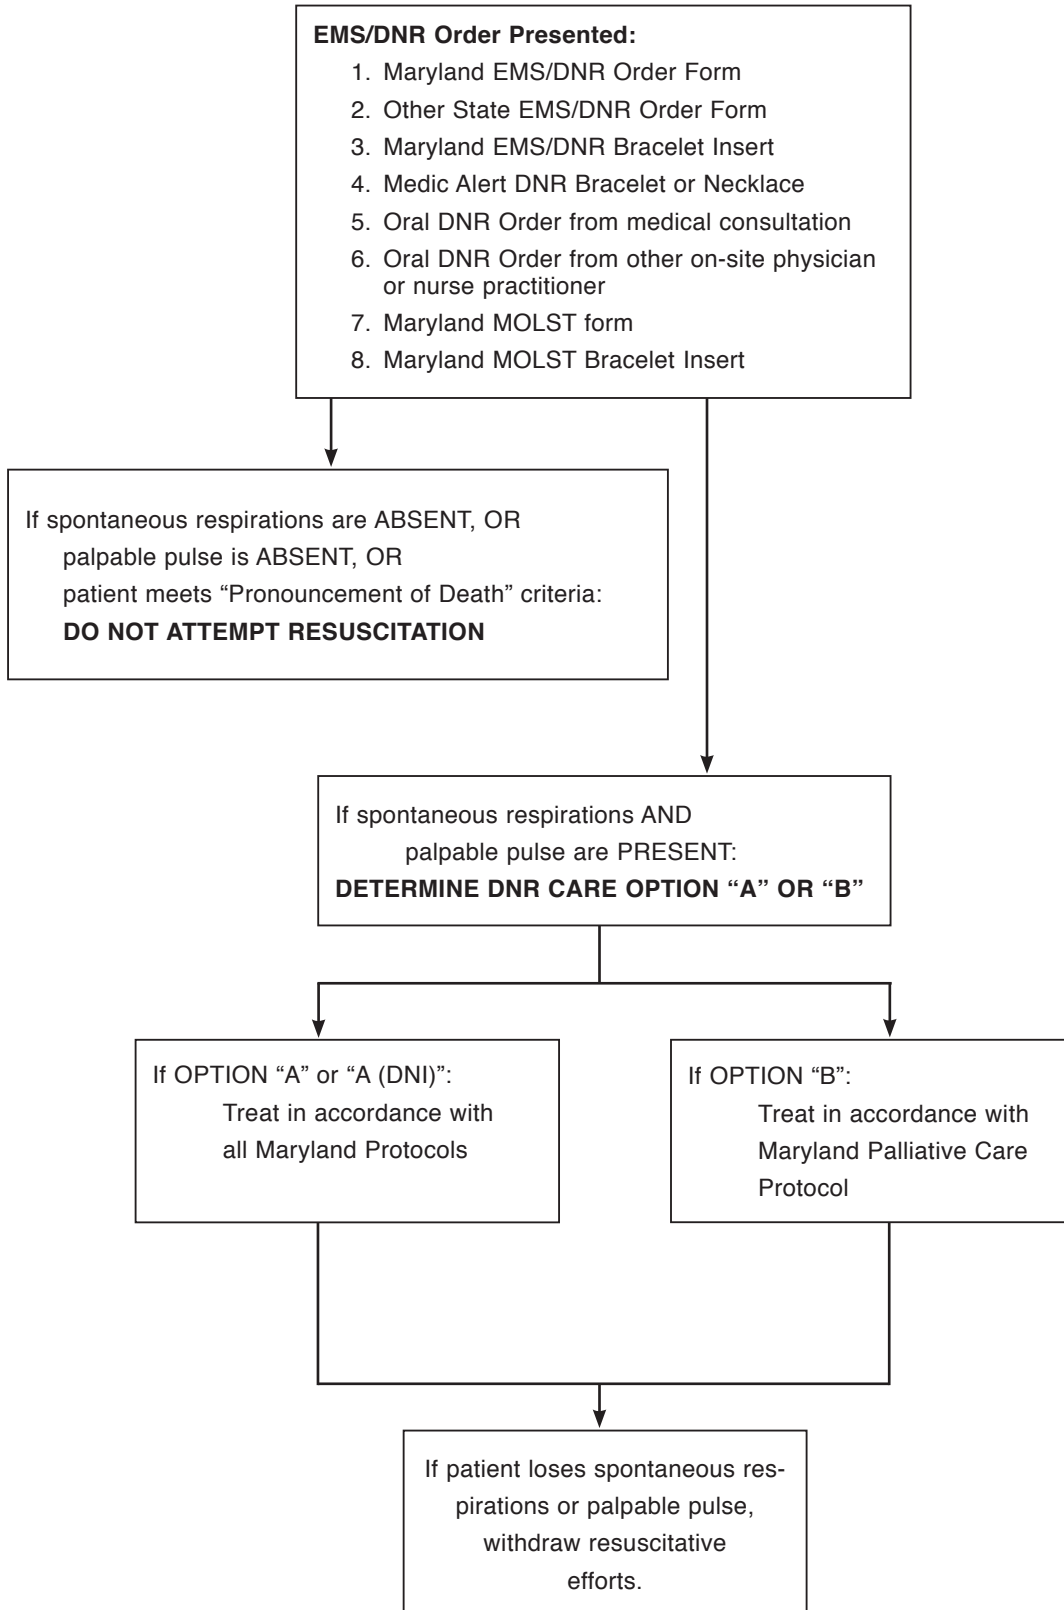 EMS/DNR Order Presented:
1. Maryland EMS/DNR Order Form
2. Other State EMS/DNR Order Form
3. Maryland EMS/DNR Bracelet Insert
4. Medic Alert DNR Bracelet or Necklace
5. Oral DNR Order from medical consultation
6. Oral DNR Order from other on-site physician
or nurse practitioner
7. Maryland MOLST form
8. Maryland MOLST Bracelet Insert
If spontaneous respirations are ABSENT, OR
palpable pulse is ABSENT, OR
patient meets “Pronouncement of Death” criteria:
DO NOT ATTEMPT RESUSCITATION
If spontaneous respirations AND
palpable pulse are PRESENT:
DETERMINE DNR CARE OPTION “A” OR “B”
If OPTION “A” or “A (DNI)”:
Treat in accordance with
all Maryland Protocols
If OPTION “B”:
Treat in accordance with
Maryland Palliative Care
Protocol
If patient loses spontaneous res-
pirations or palpable pulse,
withdraw resuscitative
efforts.